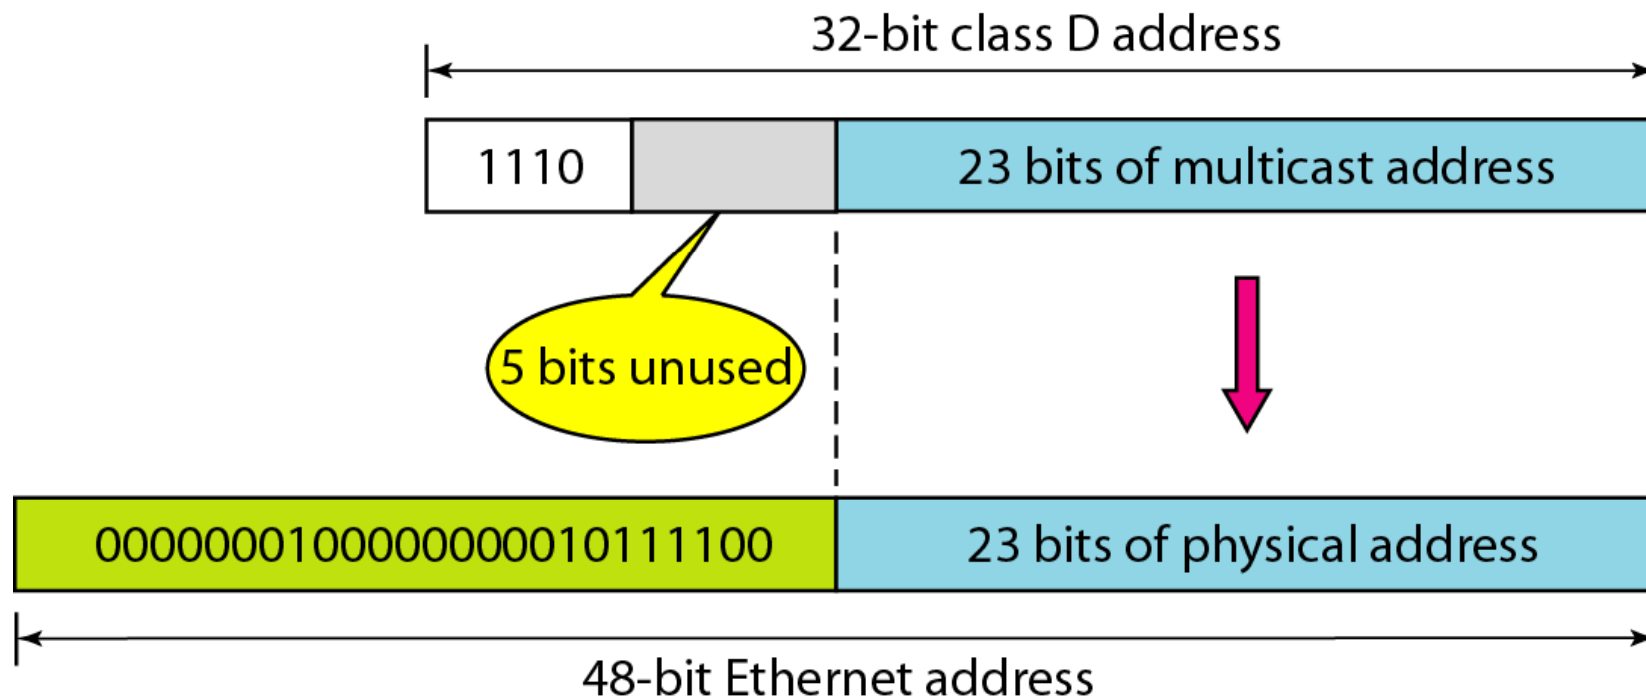 32-bit class D address
1110
23 bits of multicast address
5 bits unused
0000000100000000010111100
23 bits of physical address
48-bit Ethernet address